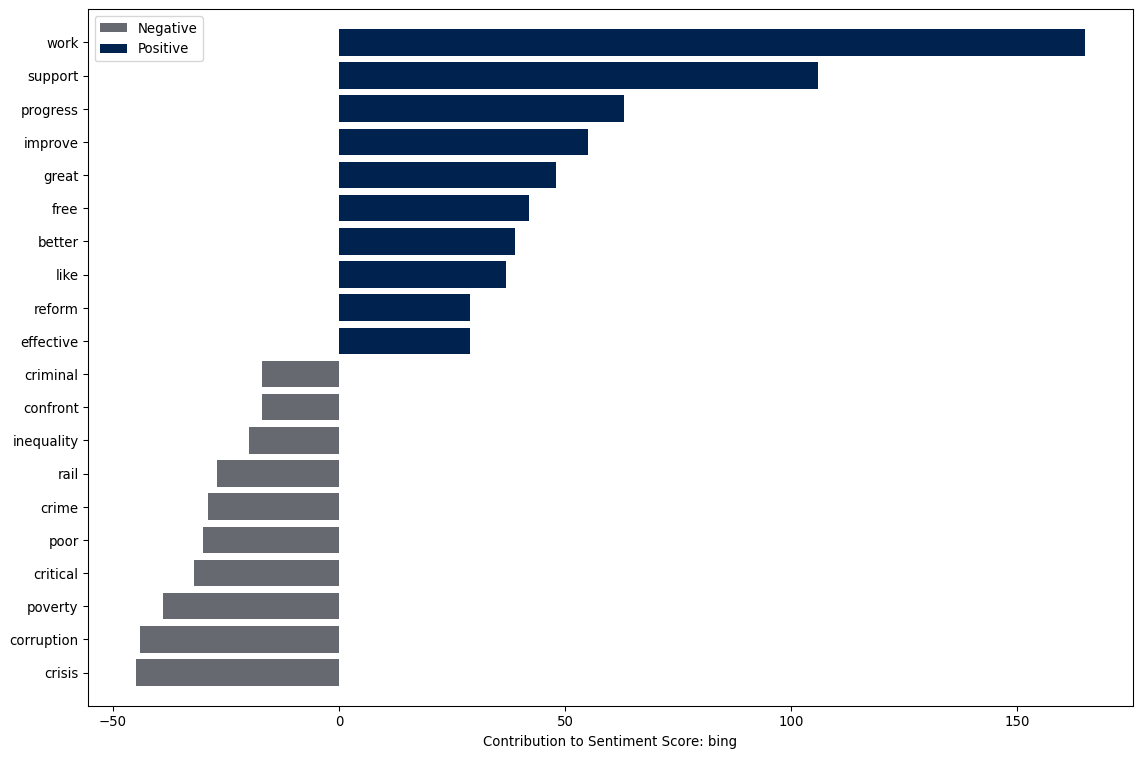 Negative
Positive
work
support
progress
improve
great
free
better
like
reform
effective
criminal
confront
inequality
rail
crime
poor
critical
poverty
corruption
crisis
−50 0 50 100 150
Contribution to Sentiment Score: bing